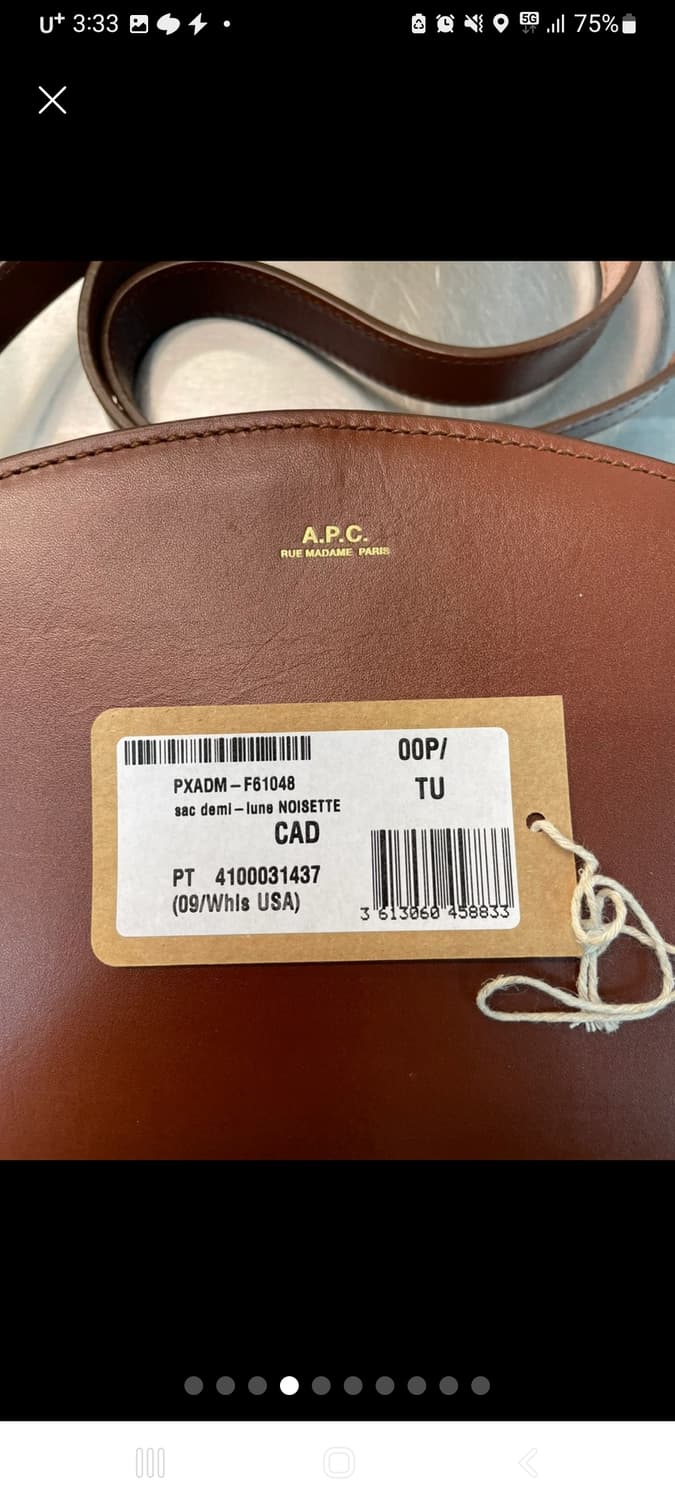 U+ 3:33
5G 75%
A.P.C.
RUE MADAME PARIS
PXADM-F61048
sac demi-lune NOISETTE
CAD
PT 4100031437
(09/Whls USA)
00P/
TU
3 613060 458833